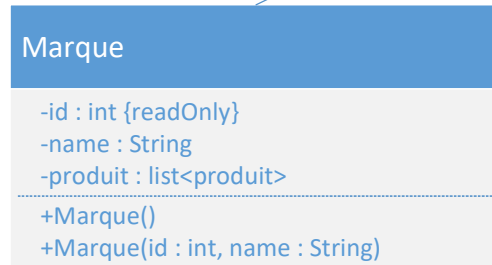 Marque
-id : int {readOnly}
-name : String
-produit : list<produit>
+Marque()
+Marque(id : int, name : String)